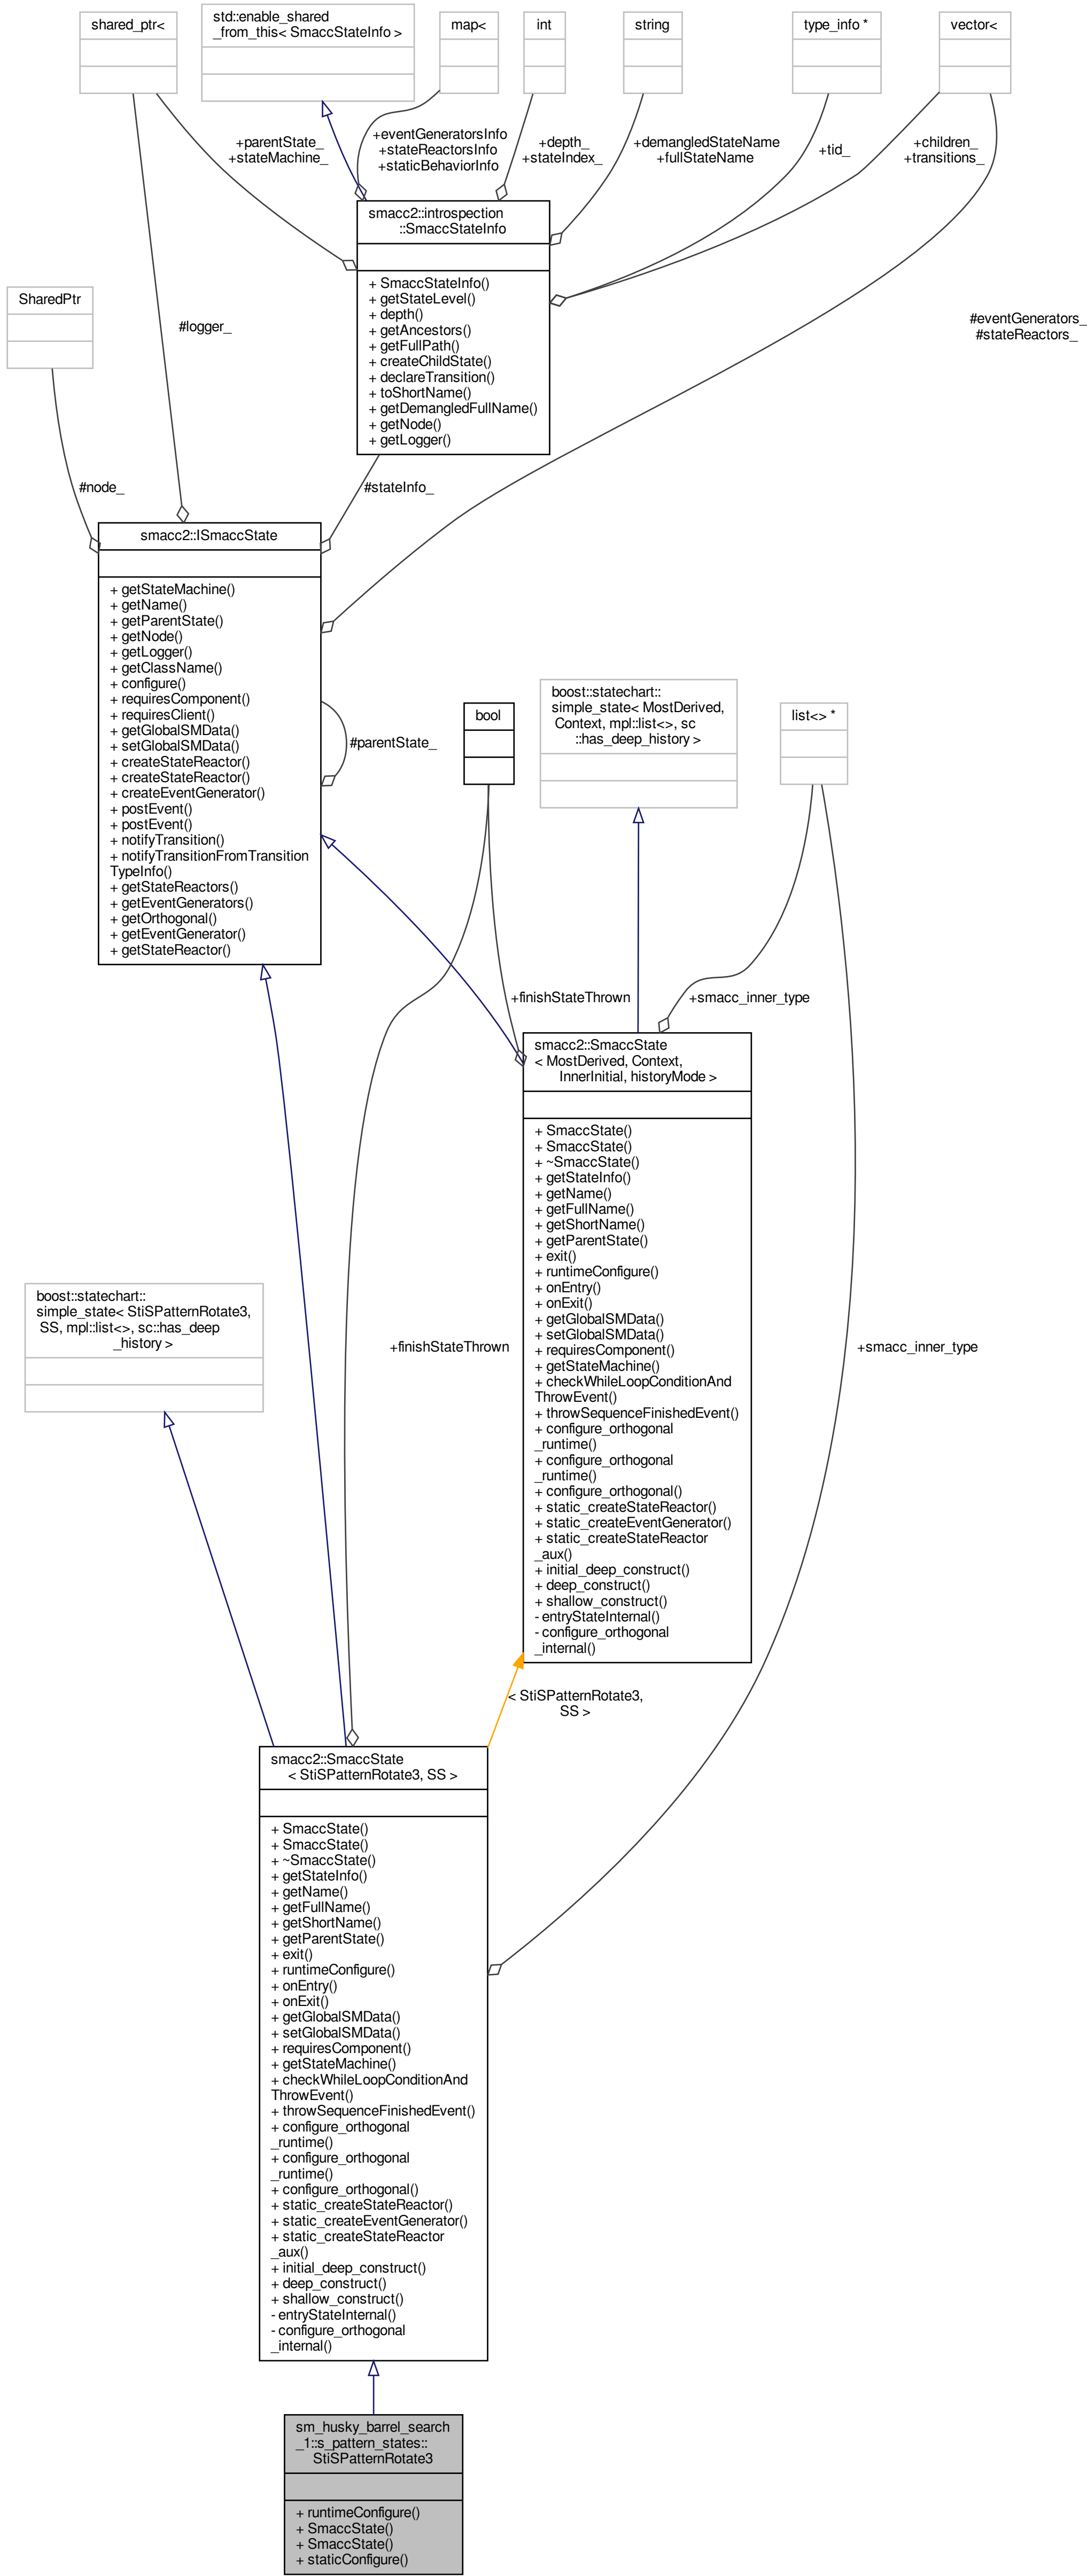 shared_ptr<
std::enable_shared
_from_this< SmaccStateInfo >
map<
int
string
type_info *
vector<
+parentState_
+stateMachine_
+eventGeneratorsInfo
+stateReactorsInfo
+staticBehaviorInfo
+depth_
+stateIndex_
+demangledStateName
+fullStateName
+tid_
+children_
+transitions_
smacc2::introspection
::SmaccStateInfo
+ SmaccStateInfo()
+ getStateLevel()
+ depth()
+ getAncestors()
+ getFullPath()
+ createChildState()
+ declareTransition()
+ toShortName()
+ getDemangledFullName()
+ getNode()
+ getLogger()
SharedPtr
#logger_
#eventGenerators_
#stateReactors_
#node_
#stateInfo_
smacc2::ISmaccState
+ getStateMachine()
+ getName()
+ getParentState()
+ getNode()
+ getLogger()
+ getClassName()
+ configure()
+ requiresComponent()
+ requiresClient()
+ getGlobalSMData()
+ setGlobalSMData()
+ createStateReactor()
+ createStateReactor()
+ createEventGenerator()
+ postEvent()
+ postEvent()
+ notifyTransition()
+ notifyTransitionFromTransition
TypeInfo()
+ getStateReactors()
+ getEventGenerators()
+ getOrthogonal()
+ getEventGenerator()
+ getStateReactor()
#parentState_
bool
boost::statechart::
simple_state< MostDerived,
Context, mpl::list<>, sc
::has_deep_history >
list<> *
+finishStateThrown
+smacc_inner_type
smacc2::SmaccState
< MostDerived, Context,
InnerInitial, historyMode >
+ SmaccState()
+ SmaccState()
+ ~SmaccState()
+ getStateInfo()
+ getName()
+ getFullName()
+ getShortName()
+ getParentState()
+ exit()
+ runtimeConfigure()
+ onEntry()
+ onExit()
+ getGlobalSMData()
+ setGlobalSMData()
+ requiresComponent()
+ getStateMachine()
+ checkWhileLoopConditionAnd
ThrowEvent()
+ throwSequenceFinishedEvent()
+ configure_orthogonal
_runtime()
+ configure_orthogonal
_runtime()
+ configure_orthogonal()
+ static_createStateReactor()
+ static_createEventGenerator()
+ static_createStateReactor
_aux()
+ initial_deep_construct()
+ deep_construct()
+ shallow_construct()
- entryStateInternal()
- configure_orthogonal
_internal()
boost::statechart::
simple_state< StiSPatternRotate3,
SS, mpl::list<>, sc::has_deep
_history >
+finishStateThrown
+smacc_inner_type
< StiSPatternRotate3,
SS >
smacc2::SmaccState
< StiSPatternRotate3, SS >
+ SmaccState()
+ SmaccState()
+ ~SmaccState()
+ getStateInfo()
+ getName()
+ getFullName()
+ getShortName()
+ getParentState()
+ exit()
+ runtimeConfigure()
+ onEntry()
+ onExit()
+ getGlobalSMData()
+ setGlobalSMData()
+ requiresComponent()
+ getStateMachine()
+ checkWhileLoopConditionAnd
ThrowEvent()
+ throwSequenceFinishedEvent()
+ configure_orthogonal
_runtime()
+ configure_orthogonal
_runtime()
+ configure_orthogonal()
+ static_createStateReactor()
+ static_createEventGenerator()
+ static_createStateReactor
_aux()
+ initial_deep_construct()
+ deep_construct()
+ shallow_construct()
- entryStateInternal()
- configure_orthogonal
_internal()
sm_husky_barrel_search
_1::s_pattern_states::
StiSPatternRotate3
+ runtimeConfigure()
+ SmaccState()
+ SmaccState()
+ staticConfigure()